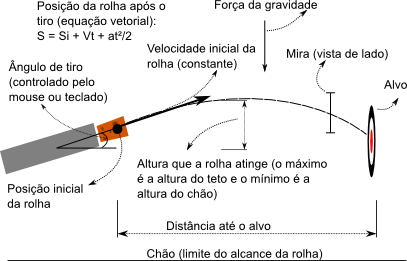 Posição da rolha após o
tiro (equação vetorial):
S = Si + Vt + at²/2
Força da gravidade
Velocidade inicial da
rolha (constante)
Mira (vista de lado)
Ângulo de tiro
(controlado pelo
mouse ou teclado)
Alvo
Altura que a rolha atinge (o máximo
é a altura do teto e o mínimo é a
altura do chão)
Posição inicial
da rolha
Distância até o alvo
Chão (limite do alcance da rolha)